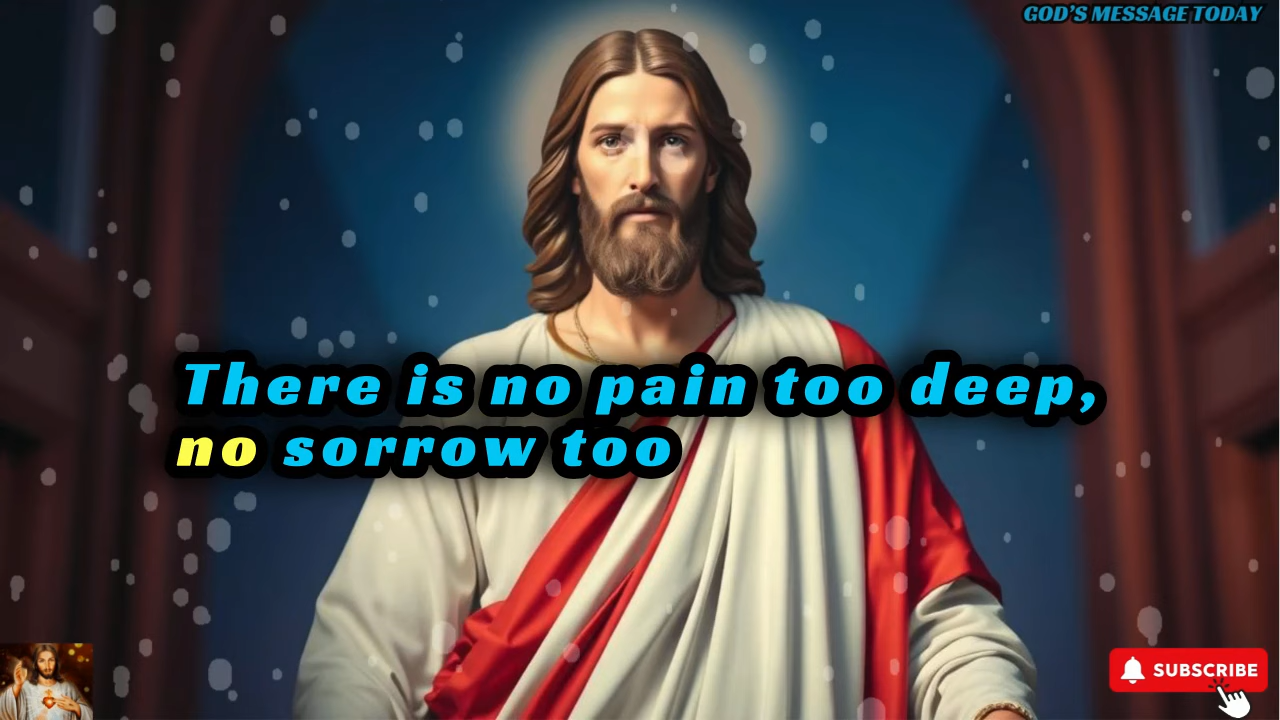 GOD'S MESSAGE TODAY
There is no pain too deep,
no sorrow too
SUBSCRIBE